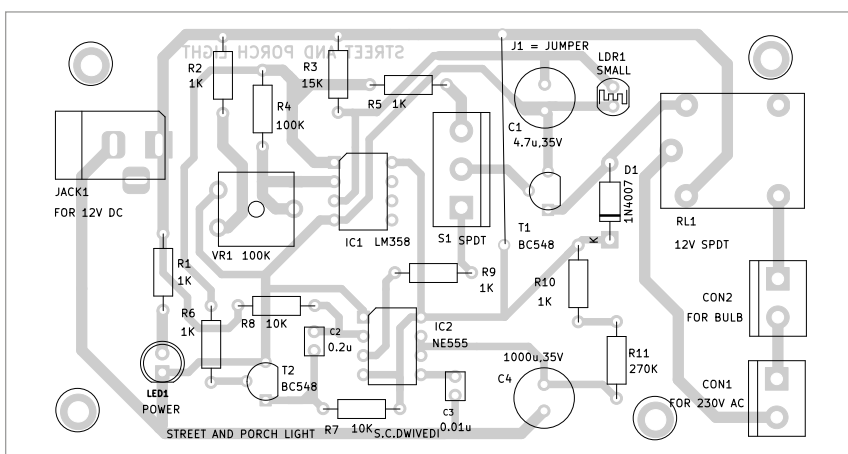 STREET AND PORCH LIGHT
J1 = JUMPER
LDR1
SMALL
R2
1K
R3
15K
R4
100K
R5 1K
C1
4.7u,35V
JACK1
FOR 12V DC
VR1 100K
IC1 LM358
S1 SPDT
T1
BC548
D1
1N4007
K
RL1
12V SPDT
R1
1K
R6
1K
R8 10K
C2
0.2u
IC2
NE555
R9
1K
R10
1K
CON2
FOR BULB
T2
BC548
1000u,35V
C4
R11
270K
CON1
FOR 230V AC
LED1
POWER
C3
0.01u
R7 10K
STREET AND PORCH LIGHT S.C.DWIVEDI